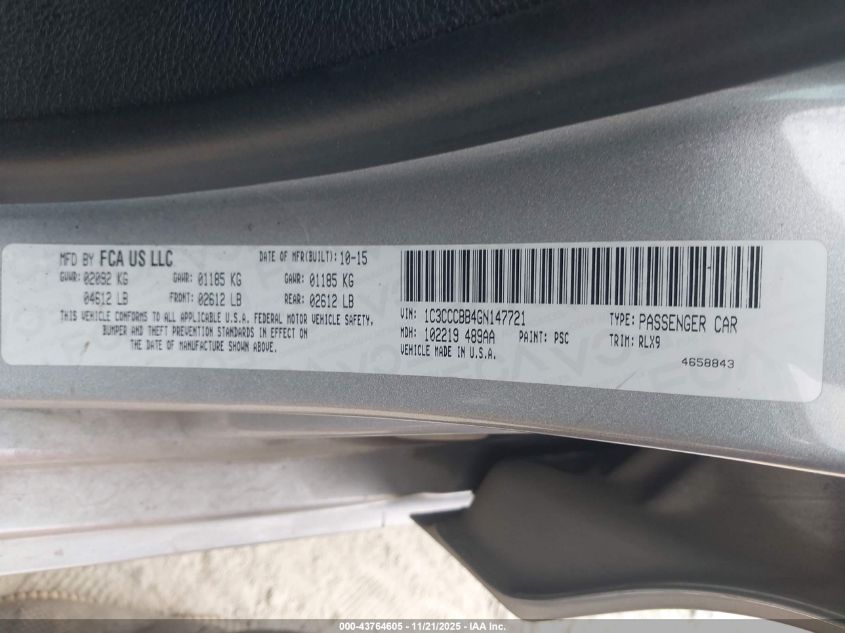 MFD BY FCA US LLC DATE OF MFR(BUILT): 10-15
GVWR: 02092 KG GAWR: 01185 KG GAWR: 01185 KG
04612 LB FRONT: 02612 LB REAR: 02612 LB
THIS VEHICLE CONFORMS TO ALL APPLICABLE U.S.A. FEDERAL MOTOR VEHICLE SAFETY,
BUMPER AND THEFT PREVENTION STANDARDS IN EFFECT ON
THE DATE OF MANUFACTURE SHOWN ABOVE.
VIN: 1C3CCCBB4GN147721 TYPE: PASSENGER CAR
MDH: 102219 489AA PAINT: PSC TRIM: RLX9
VEHICLE MADE IN U.S.A. 4658843
000-43764605 - 11/21/2025 - IAA Inc.